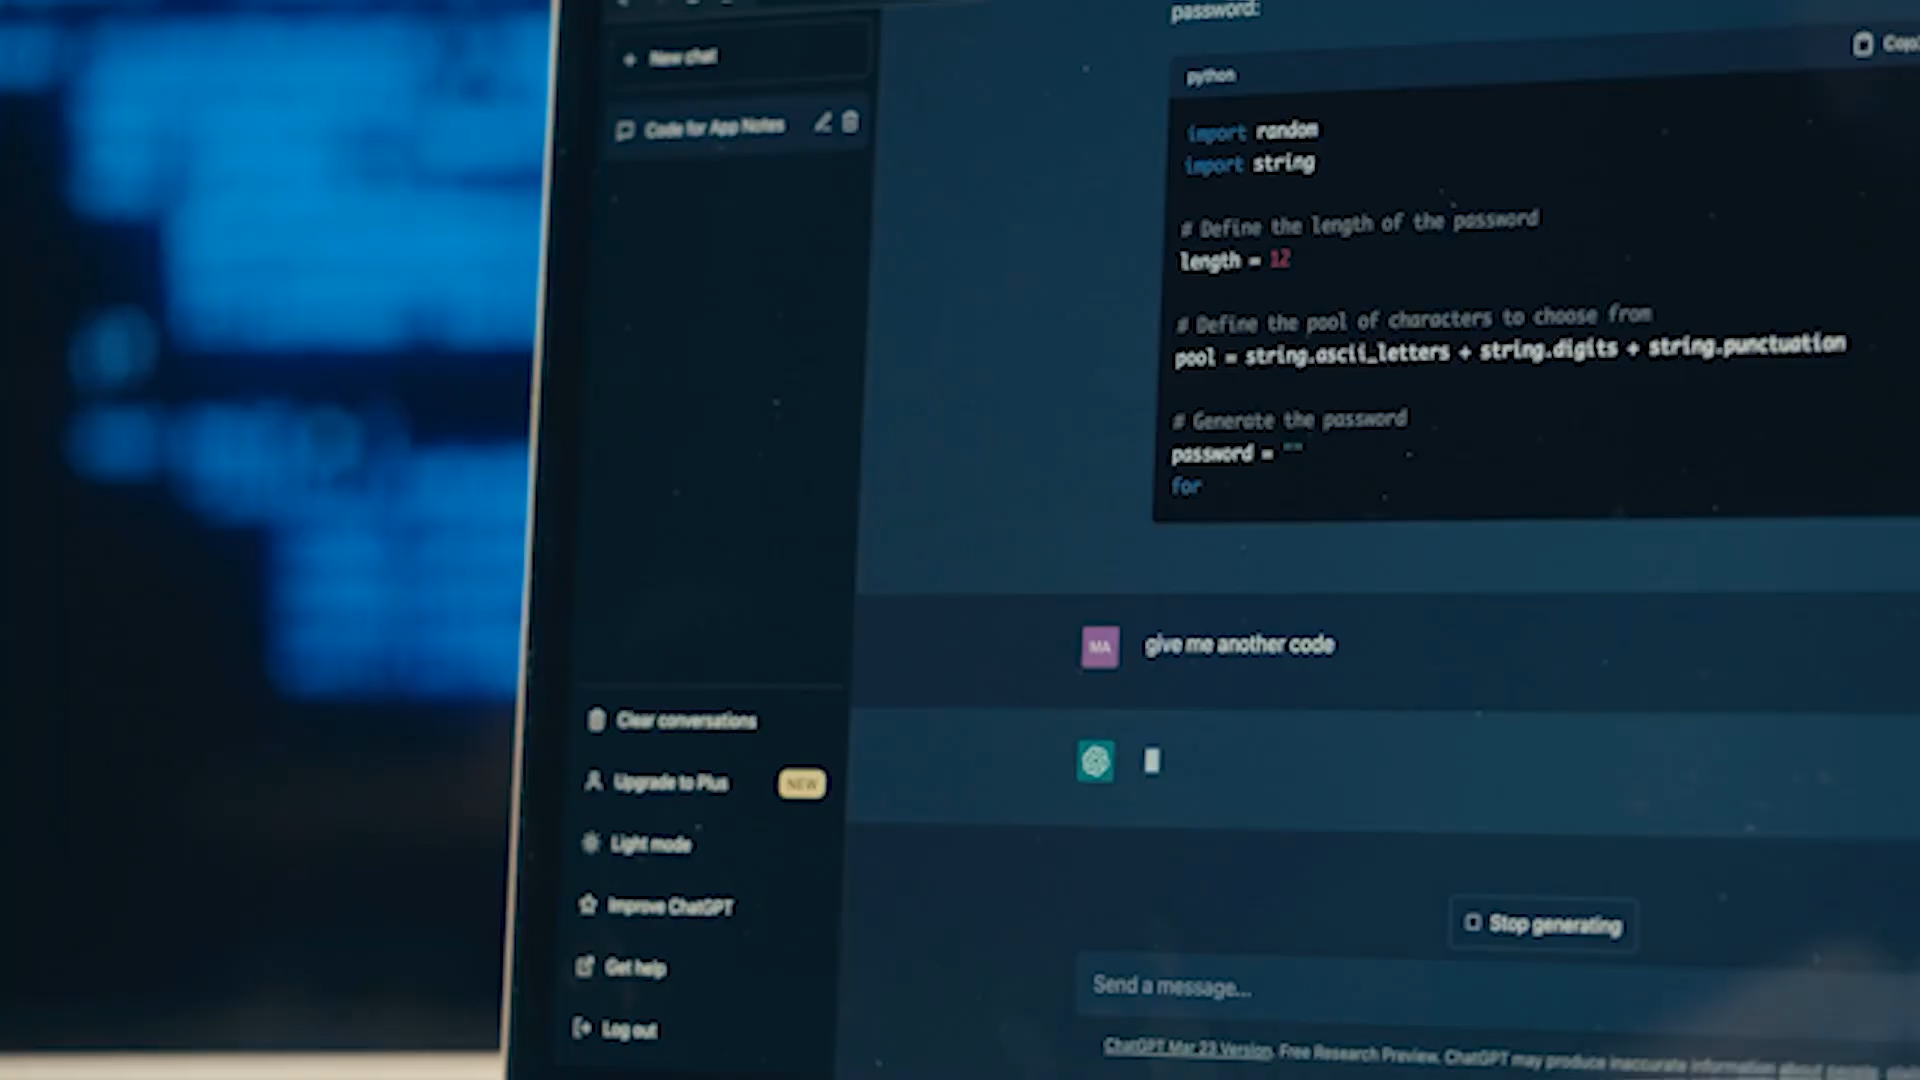 New chat
Code for App Notes
Clear conversations
Upgrade to Plus
NEW
Light mode
Improve ChatGPT
Get help
Log out
password:
python
import random
import string
# Define the length of the password
length = 12
# Define the pool of characters to choose from
pool = string.ascii_letters + string.digits + string.punctuation
# Generate the password
password = ""
for
MA
give me another code
Stop generating
Send a message...
ChatGPT Mar 23 Version. Free Research Preview. ChatGPT may produce inaccurate information about people,